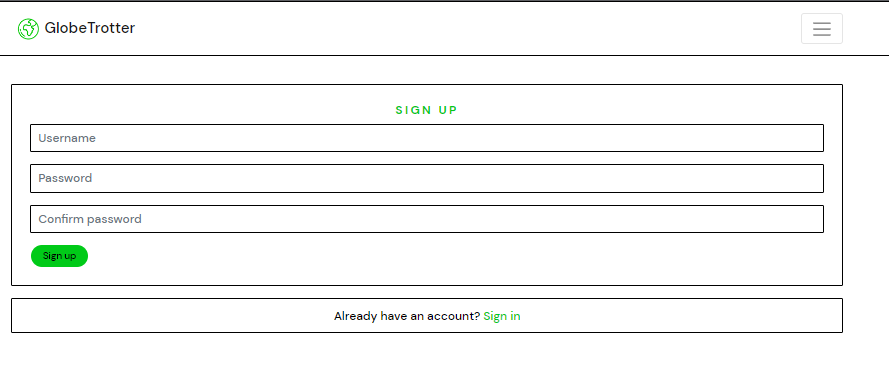 GlobeTrotter
SIGN UP
Username
Password
Confirm password
Sign up
Already have an account? Sign in